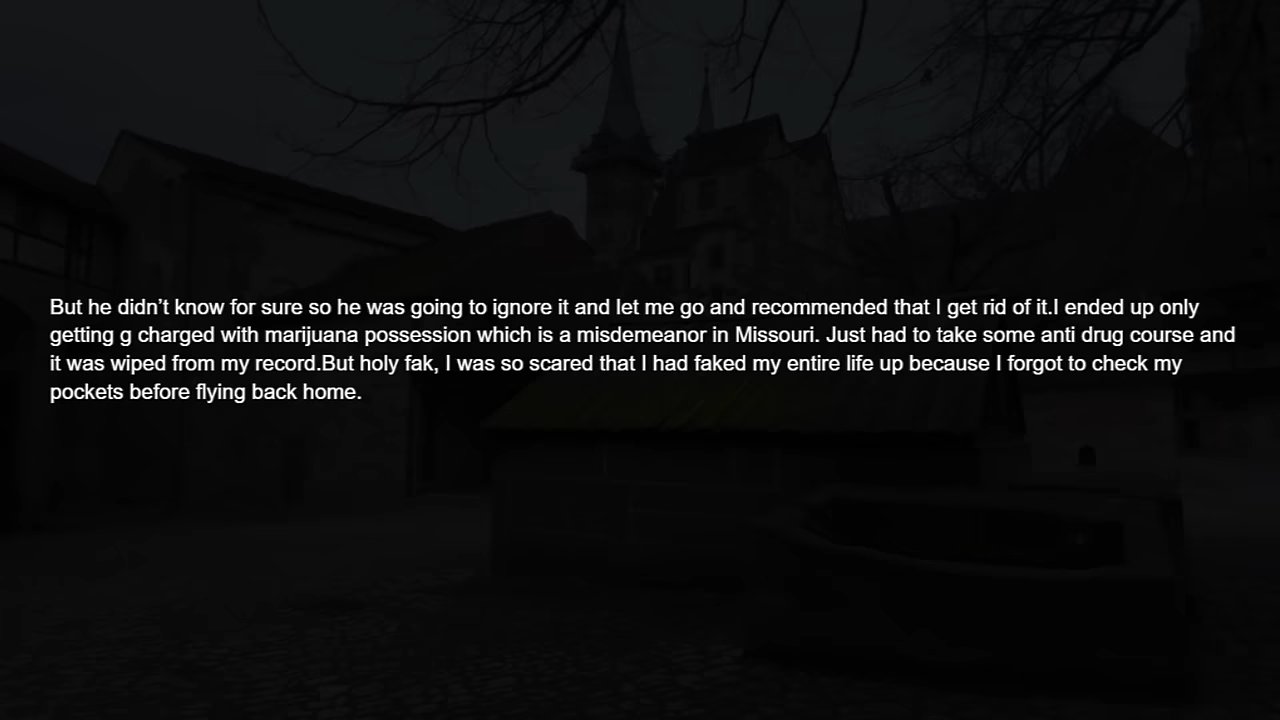 But he didn’t know for sure so he was going to ignore it and let me go and recommended that I get rid of it.I ended up only
getting g charged with marijuana possession which is a misdemeanor in Missouri. Just had to take some anti drug course and
it was wiped from my record.But holy fak, I was so scared that I had faked my entire life up because I forgot to check my
pockets before flying back home.